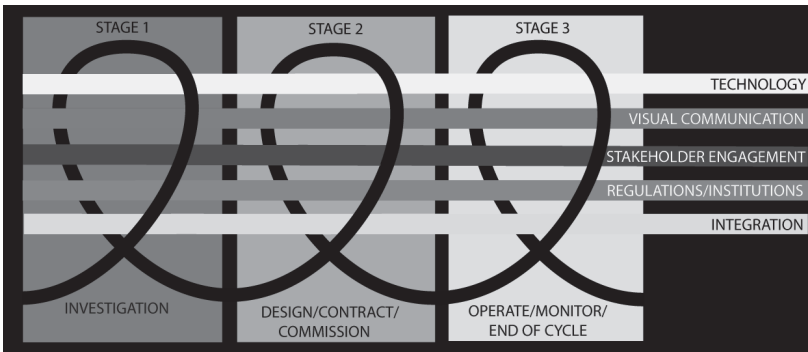 STAGE 1
STAGE 2
STAGE 3
TECHNOLOGY
VISUAL COMMUNICATION
STAKEHOLDER ENGAGEMENT
REGULATIONS/INSTITUTIONS
INTEGRATION
INVESTIGATION
DESIGN/CONTRACT/
COMMISSION
OPERATE/MONITOR/
END OF CYCLE